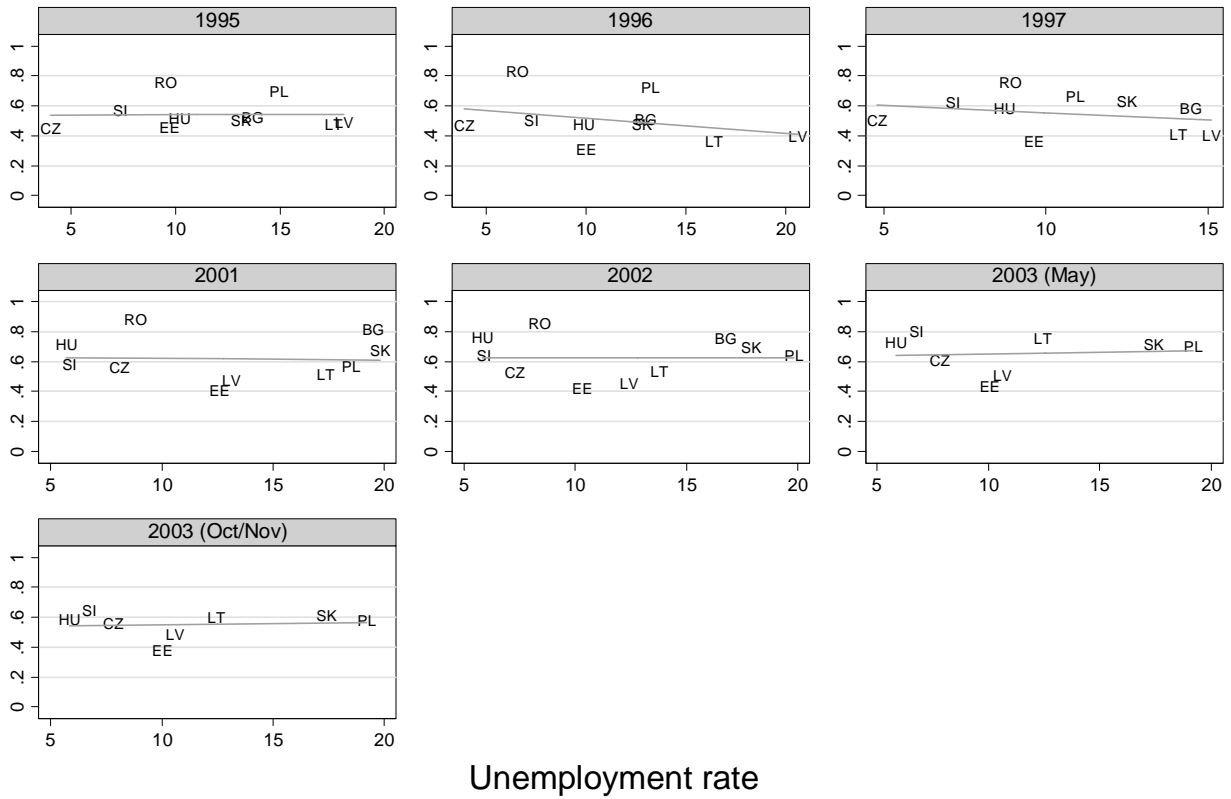 1995
1996
1997
0 .2 .4 .6 .8 1
CZ SI RO EE HU SK BG PL LT LV
5 10 15 20
0 .2 .4 .6 .8 1
CZ RO SI HU EE SK BG PL LT LV
5 10 15 20
0 .2 .4 .6 .8 1
CZ SI HU RO EE PL SK LT BG LV
5 10 15
2001
2002
2003 (May)
0 .2 .4 .6 .8 1
HU SI CZ RO EE LV LT PL BG SK
5 10 15 20
0 .2 .4 .6 .8 1
HU SI CZ RO EE LV LT BG SK PL
5 10 15 20
0 .2 .4 .6 .8 1
HU SI CZ EE LV LT SK PL
5 10 15 20
2003 (Oct/Nov)
0 .2 .4 .6 .8 1
HU SI CZ EE LV LT SK PL
5 10 15 20
Unemployment rate